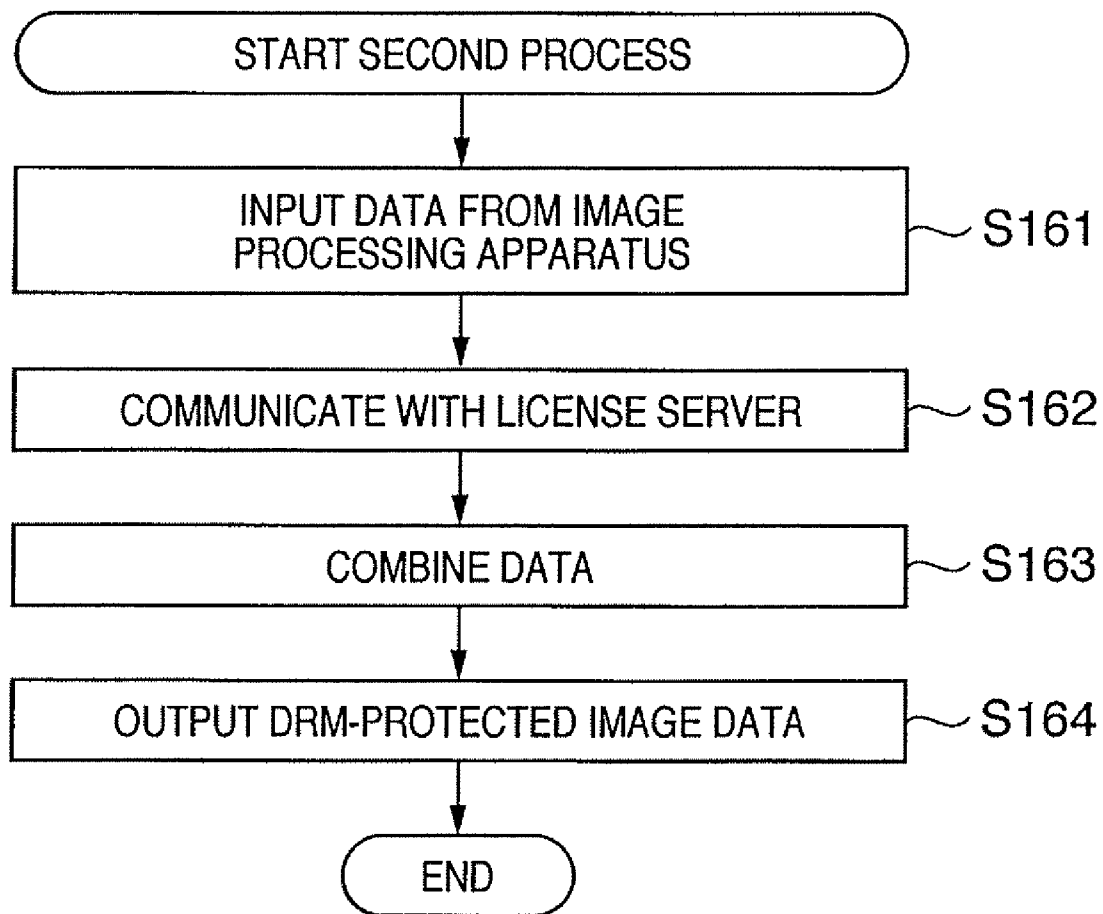 START SECOND PROCESS
INPUT DATA FROM IMAGE
PROCESSING APPARATUS
S161
COMMUNICATE WITH LICENSE SERVER
S162
COMBINE DATA
S163
OUTPUT DRM-PROTECTED IMAGE DATA
S164
END